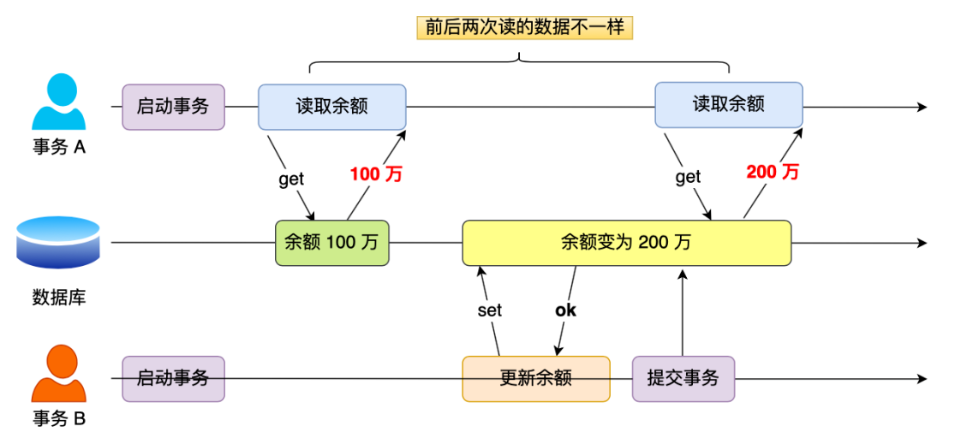 前后两次读的数据不一样
启动事务
读取余额
读取余额
事务 A
get
100 万
get
200 万
余额 100 万
余额变为 200 万
数据库
set
ok
启动事务
更新余额
提交事务
事务 B